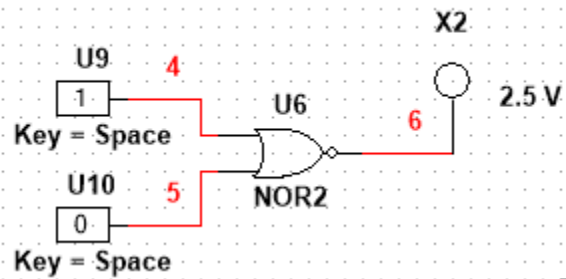 X2
U9
4
1
2.5 V
U6
6
Key = Space
U10
5
NOR2
0
Key = Space